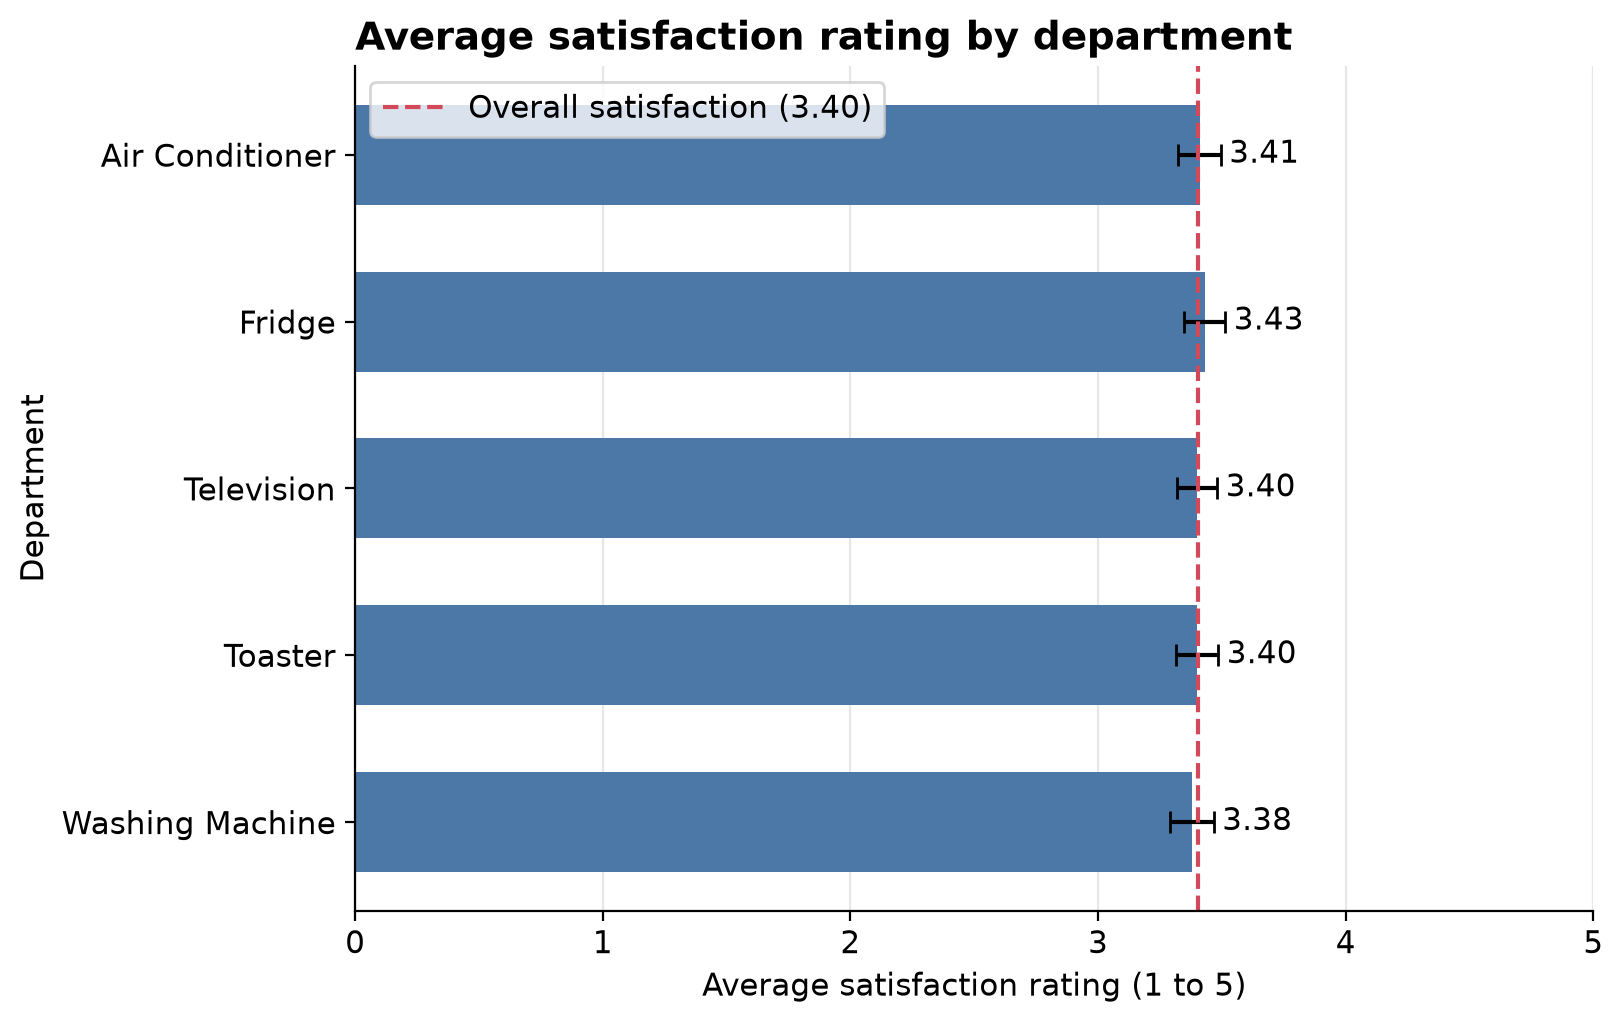 Average satisfaction rating by department
Overall satisfaction (3.40)
Air Conditioner
3.41
Fridge
3.43
Television
3.40
Toaster
3.40
Washing Machine
3.38
Department
0 1 2 3 4 5
Average satisfaction rating (1 to 5)